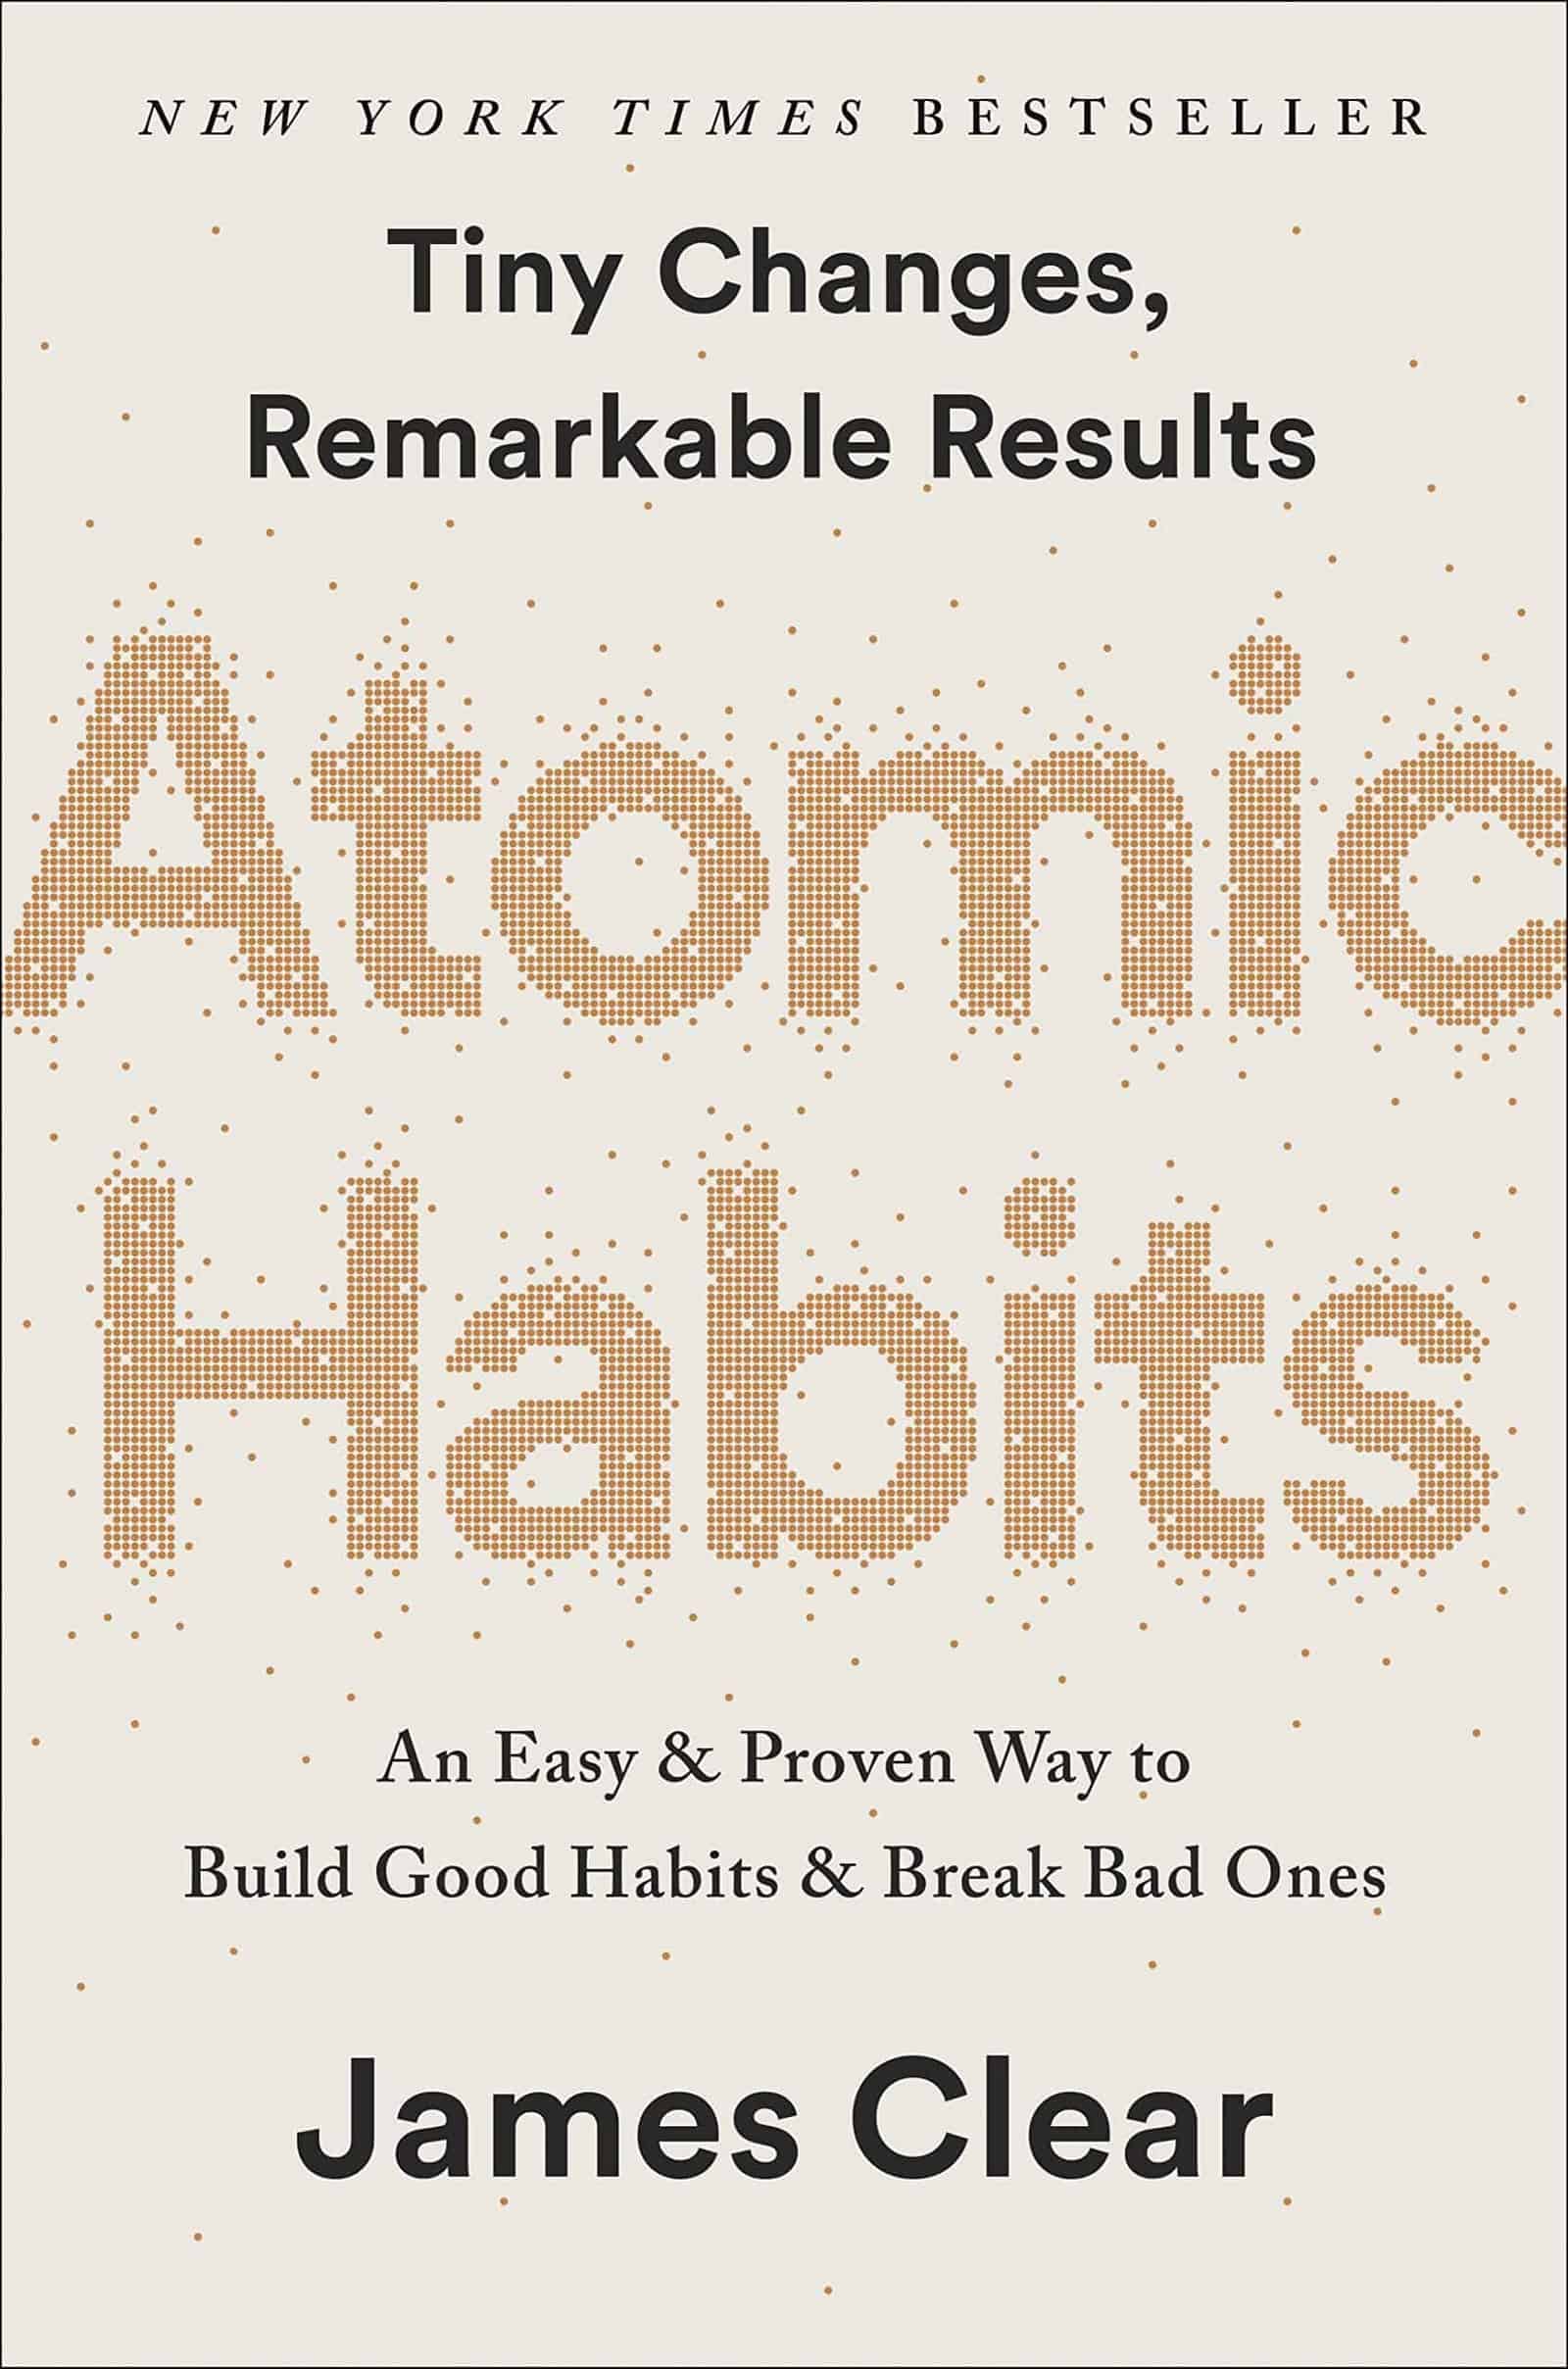 NEW YORK TIMES BESTSELLER
Tiny Changes,
Remarkable Results
Atomic
Habits
An Easy & Proven Way to
Build Good Habits & Break Bad Ones
James Clear